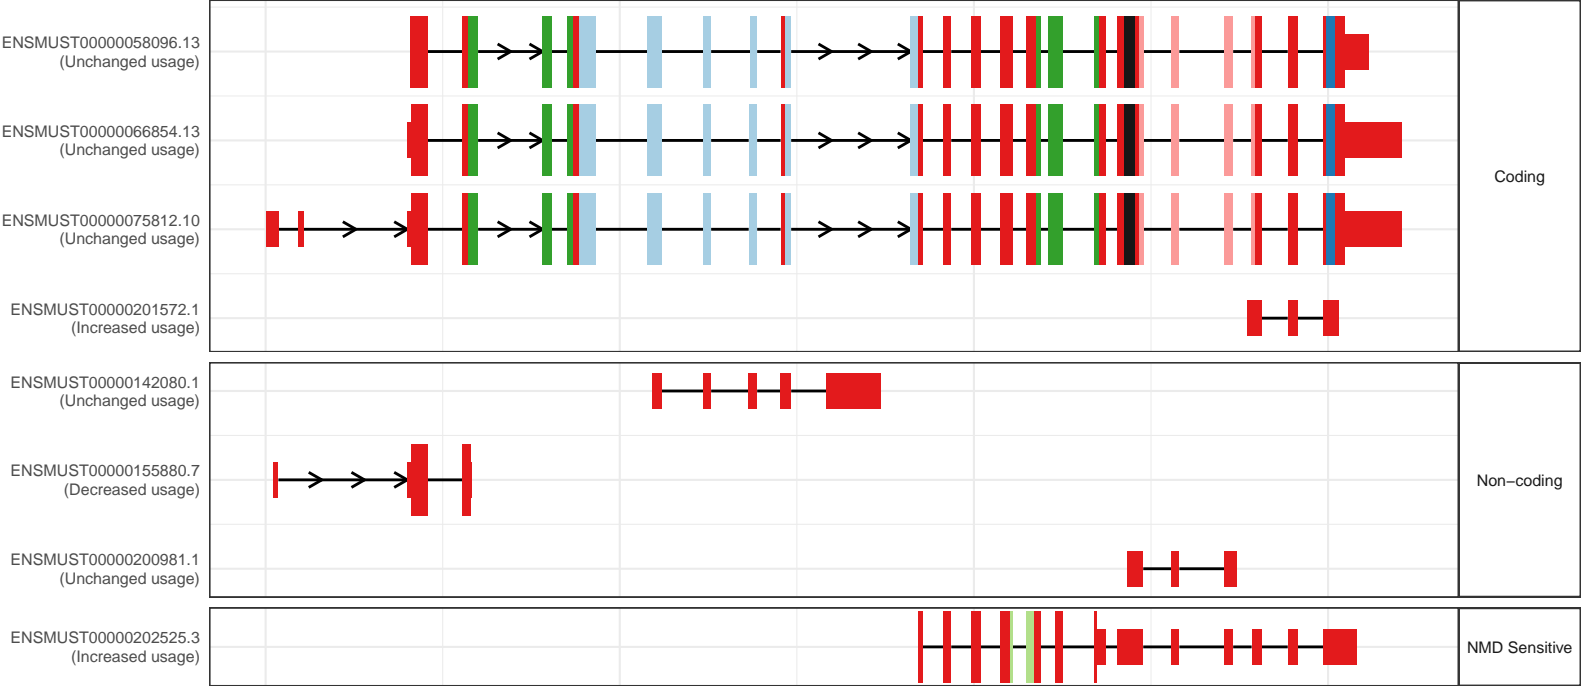 ENSMUST00000058096.13
(Unchanged usage)
ENSMUST00000066854.13
(Unchanged usage)
ENSMUST00000075812.10
(Unchanged usage)
ENSMUST00000201572.1
(Increased usage)
Coding
ENSMUST00000142080.1
(Unchanged usage)
ENSMUST00000155880.7
(Decreased usage)
ENSMUST00000200981.1
(Unchanged usage)
Non−coding
ENSMUST00000202525.3
(Increased usage)
NMD Sensitive